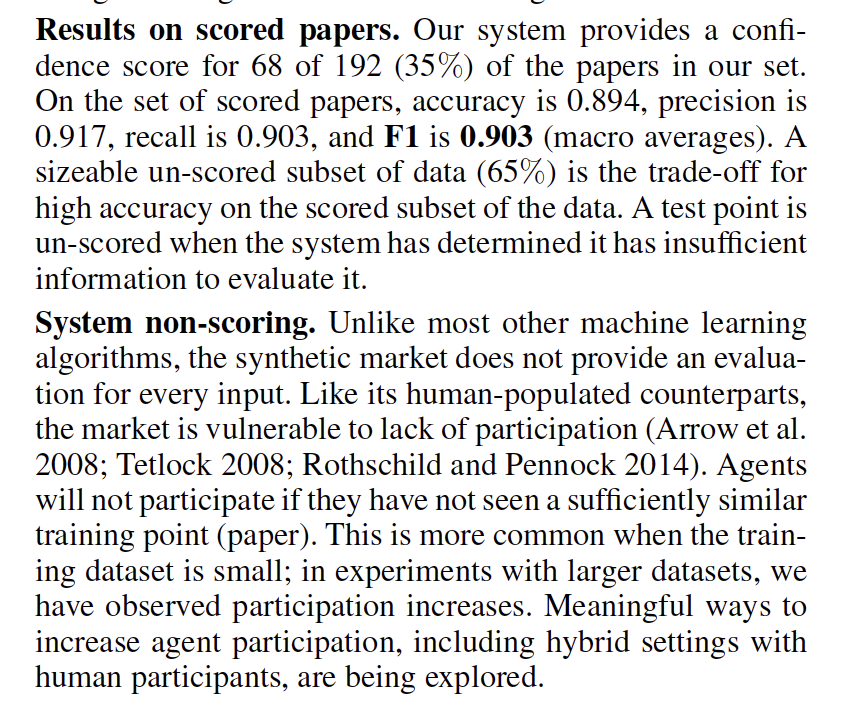 Results on scored papers. Our system provides a confi-
dence score for 68 of 192 (35%) of the papers in our set.
On the set of scored papers, accuracy is 0.894, precision is
0.917, recall is 0.903, and F1 is 0.903 (macro averages). A
sizeable un-scored subset of data (65%) is the trade-off for
high accuracy on the scored subset of the data. A test point is
un-scored when the system has determined it has insufficient
information to evaluate it.
System non-scoring. Unlike most other machine learning
algorithms, the synthetic market does not provide an evalua-
tion for every input. Like its human-populated counterparts,
the market is vulnerable to lack of participation (Arrow et al.
2008; Tetlock 2008; Rothschild and Pennock 2014). Agents
will not participate if they have not seen a sufficiently similar
training point (paper). This is more common when the train-
ing dataset is small; in experiments with larger datasets, we
have observed participation increases. Meaningful ways to
increase agent participation, including hybrid settings with
human participants, are being explored.